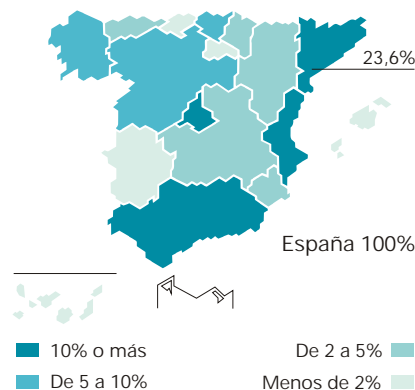 23,6%
España 100%
10% o más
De 2 a 5%
De 5 a 10%
Menos de 2%